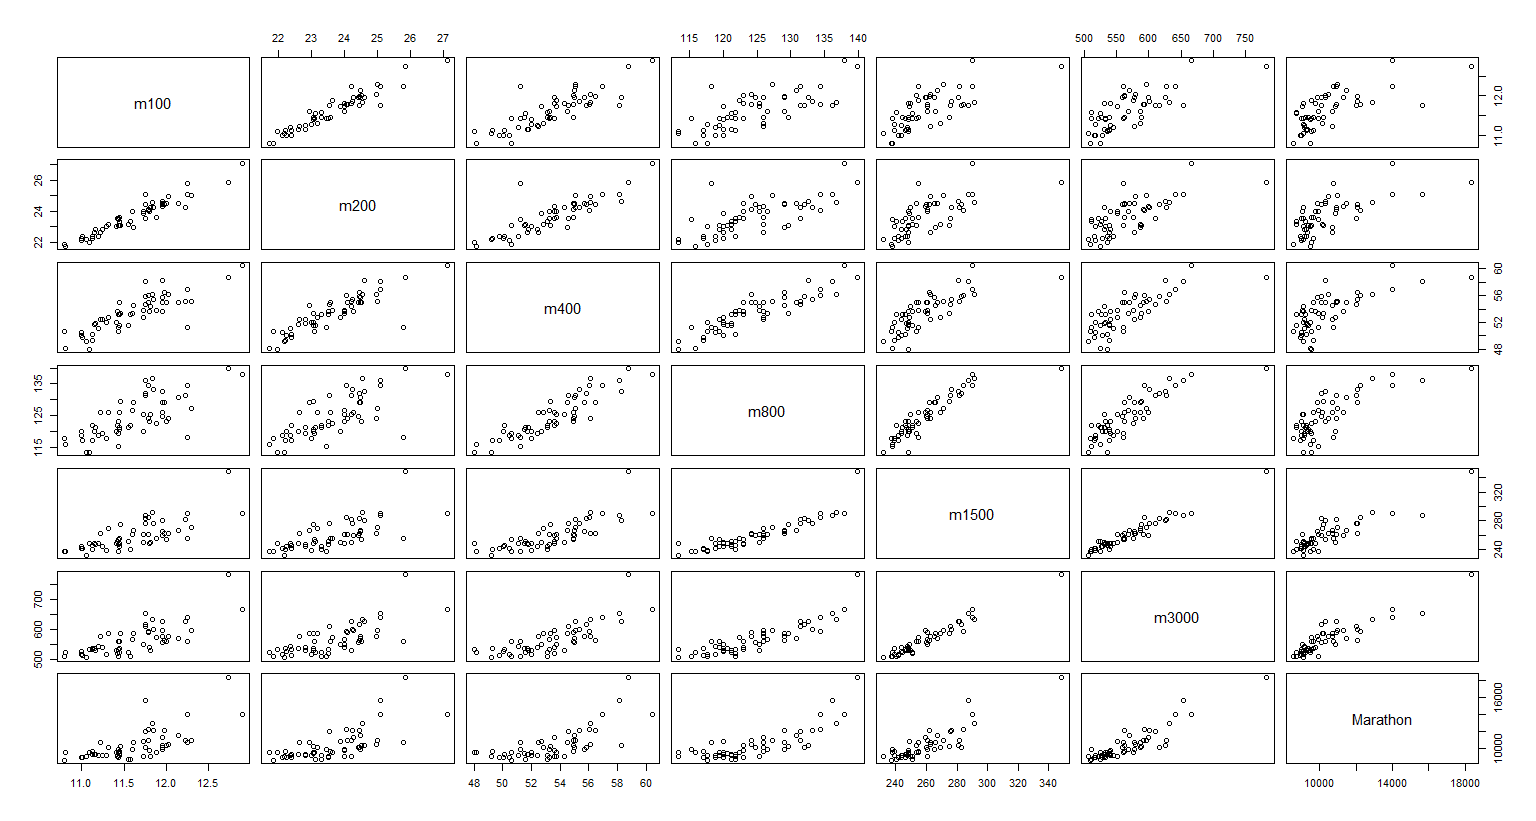 22 23 24 25 26 27
115 120 125 130 135 140
500 550 600 650 700 750
m100
11.0 12.0
22 24 26
m200
m400
48 52 56 60
115 125 135
m800
m1500
240 280 320
500 600 700
m3000
Marathon
10000 16000
11.0 11.5 12.0 12.5
48 50 52 54 56 58 60
240 260 280 300 320 340
10000 14000 18000